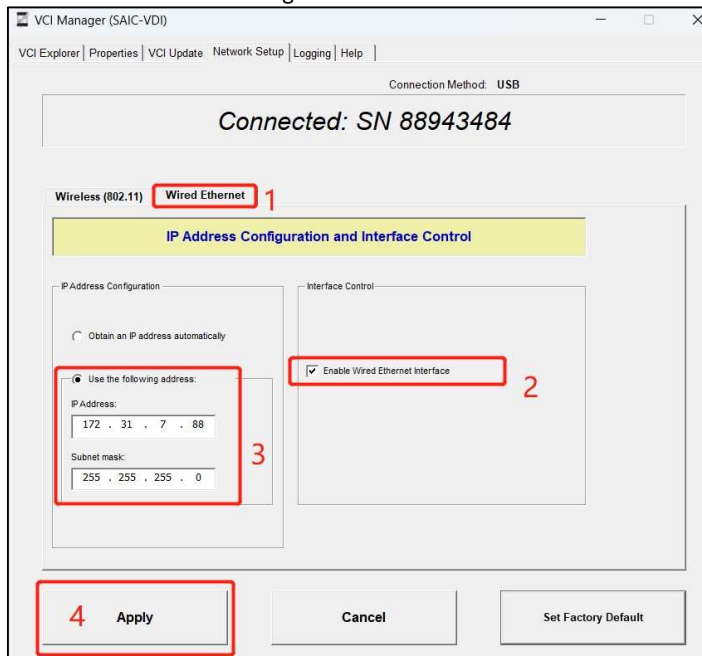 VCI Manager (SAIC-VDI)
VCI Explorer Properties VCI Update Network Setup Logging Help
Connection Method: USB
Connected: SN 88943484
Wireless (802.11) Wired Ethernet 1
IP Address Configuration and Interface Control
IP Address Configuration Interface Control
Obtain an IP address automatically
Use the following address: Enable Wired Ethernet Interface 2
IP Address:
172 . 31 . 7 . 88
Subnet mask: 3
255 . 255 . 255 . 0
4 Apply Cancel Set Factory Default